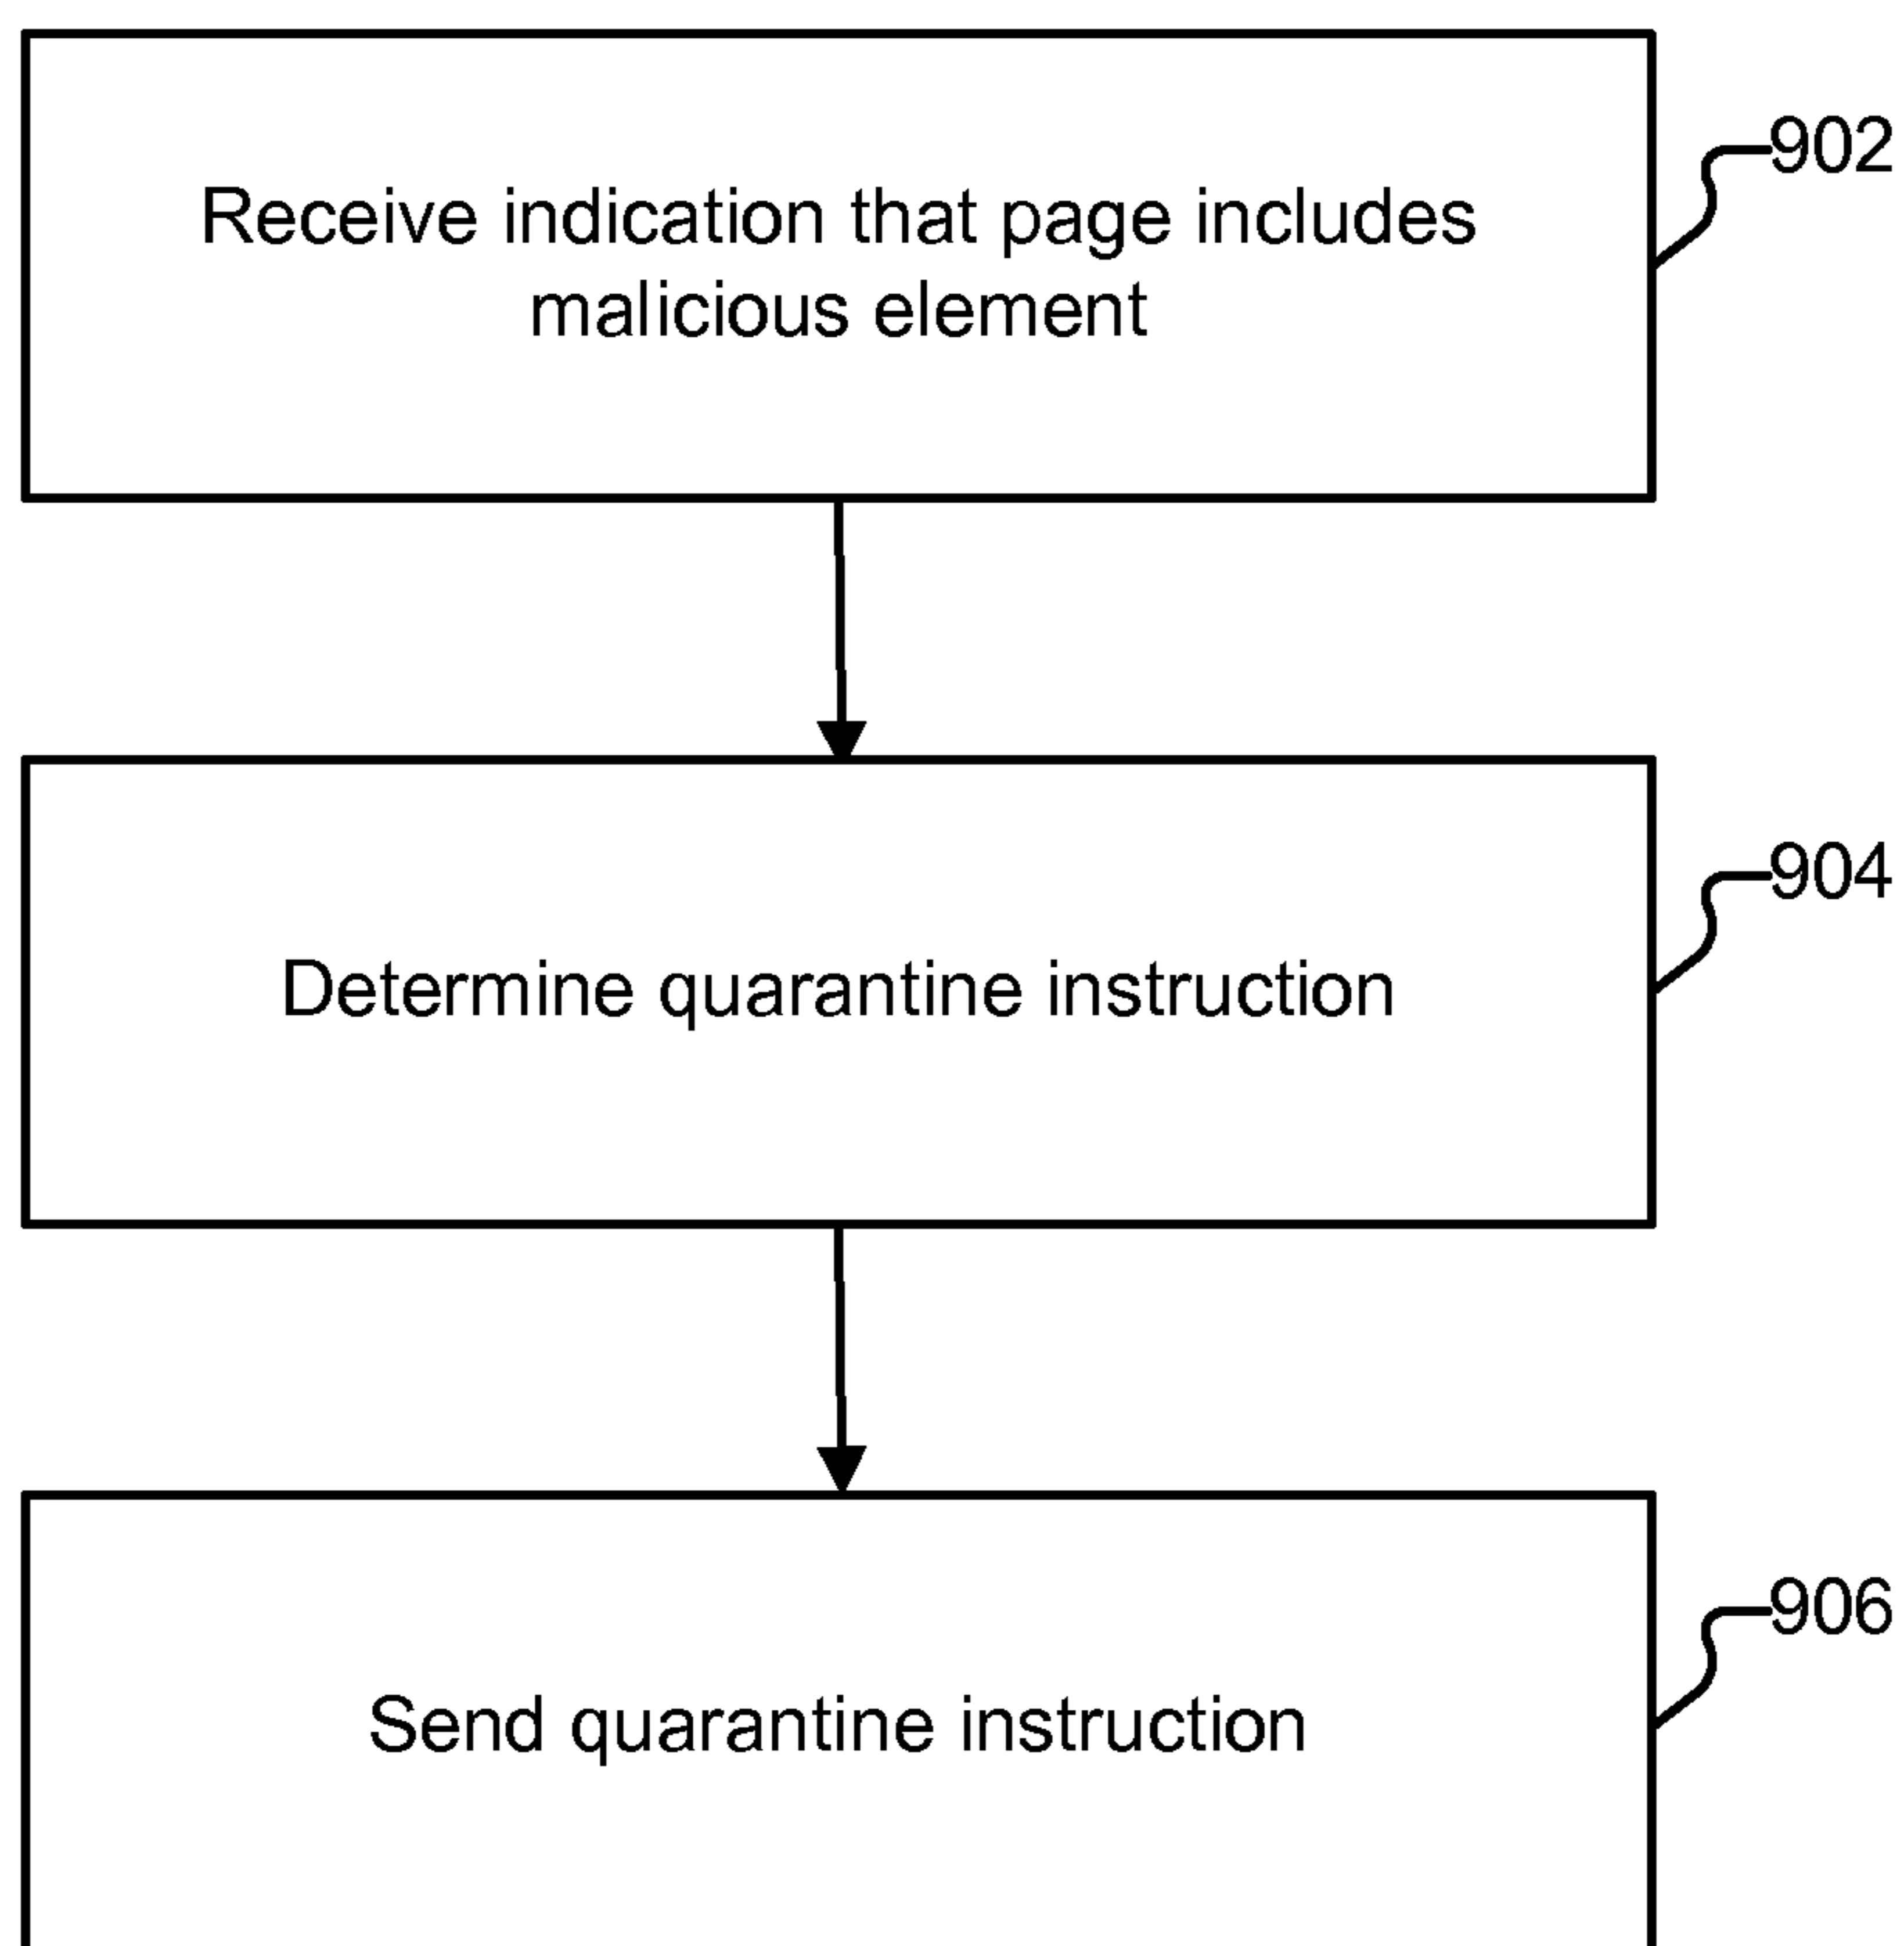 902
Receive indication that page includes
malicious element
904
Determine quarantine instruction
906
Send quarantine instruction